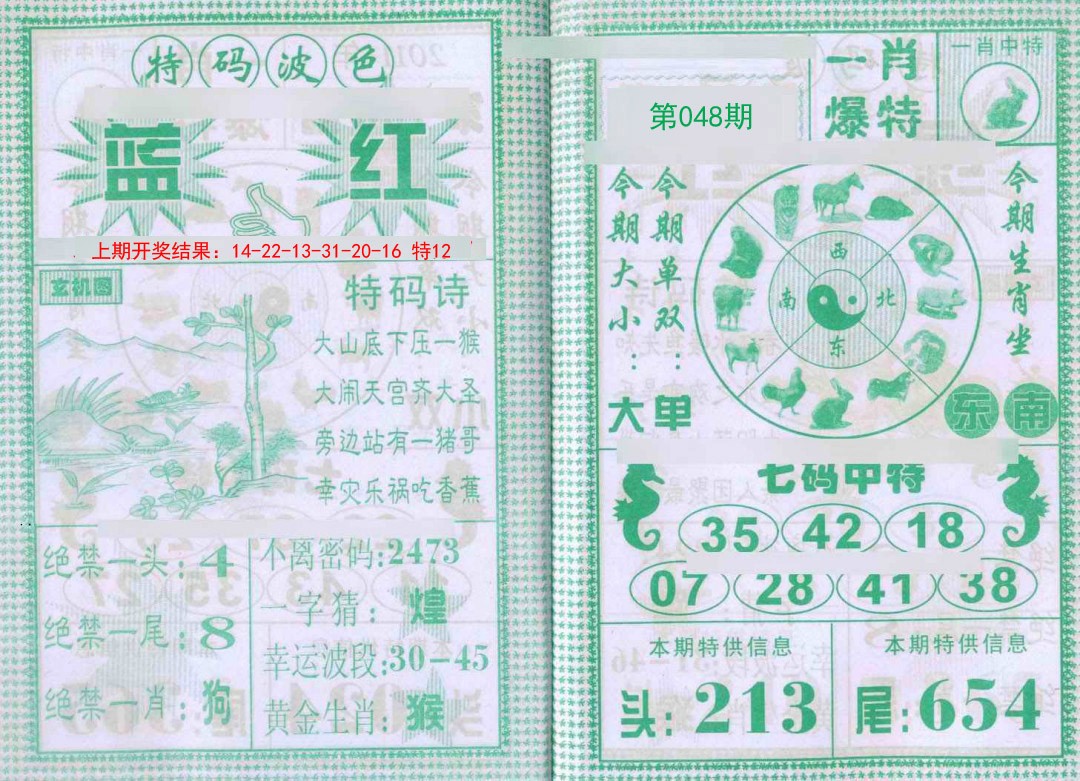 特码波色
蓝 红
上期开奖结果：14-22-13-31-20-16 特12
玄机图
特码诗
大山底下压一猴
大闹天宫齐大圣
旁边站有一猪哥
幸灾乐祸吃香蕉
绝禁一头:4
绝禁一尾:8
绝禁一肖:狗
不离密码:2473
一字猜：煌
幸运波段:30-45
黄金生肖:猴
第048期
一肖
爆特
一肖中特
今期大小：大
今期单双：单
西
南 北
东
今期生肖坐
东南
七码中特
35 42 18
07 28 41 38
本期特供信息
头:213
本期特供信息
尾:654